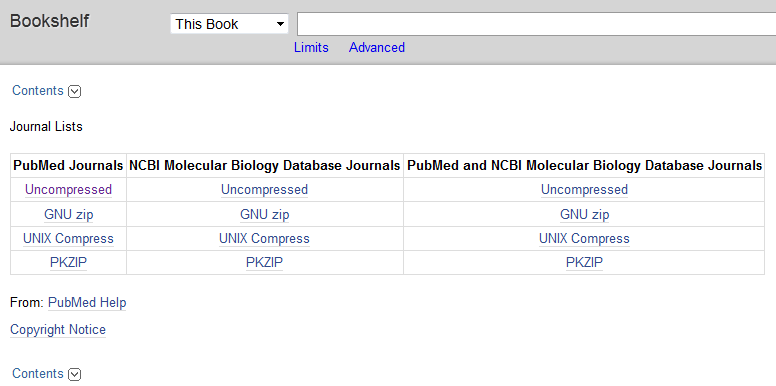 Bookshelf This Book
Limits Advanced
Contents
Journal Lists
PubMed Journals NCBI Molecular Biology Database Journals PubMed and NCBI Molecular Biology Database Journals
Uncompressed Uncompressed Uncompressed
GNU zip GNU zip GNU zip
UNIX Compress UNIX Compress UNIX Compress
PKZIP PKZIP PKZIP
From: PubMed Help
Copyright Notice
Contents